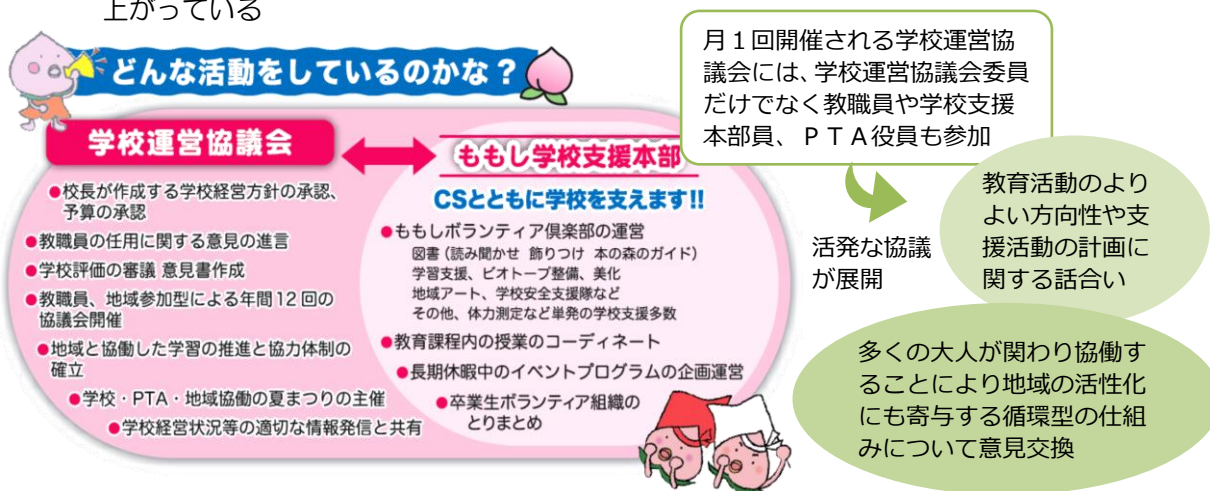 上がっている
どんな活動をしているのかな？
学校運営協議会
●校長が作成する学校経営方針の承認、
予算の承認
●教職員の任用に関する意見の進言
●学校評価の審議 意見書作成
●教職員、地域参加型による年間12回の
協議会開催
●地域と協働した学習の推進と協力体制の
確立
●学校・PTA・地域協働の夏まつりの主催
●学校経営状況等の適切な情報発信と共有
ももし学校支援本部
CSとともに学校を支えます!!
●ももしボランティア倶楽部の運営
図書（読み聞かせ 飾りつけ 本の森のガイド）
学習支援、ビオトープ整備、美化
地域アート、学校安全支援隊など
その他、体力測定など単発の学校支援多数
●教育課程内の授業のコーディネート
●長期休暇中のイベントプログラムの企画運営
●卒業生ボランティア組織の
とりまとめ
月１回開催される学校運営協
議会には、学校運営協議会委員
だけでなく教職員や学校支援
本部員、ＰＴＡ役員も参加
活発な協議
が展開
教育活動のより
よい方向性や支
援活動の計画に
関する話合い
多くの大人が関わり協働す
ることにより地域の活性化
にも寄与する循環型の仕組
みについて意見交換